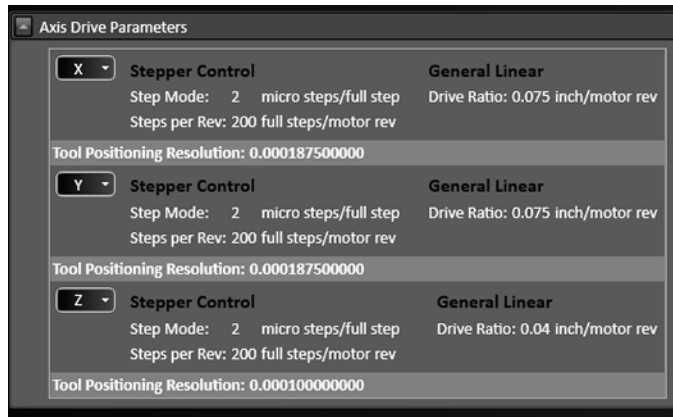 Axis Drive Parameters
X Stepper Control General Linear
Step Mode: 2 micro steps/full step Drive Ratio: 0.075 inch/motor rev
Steps per Rev: 200 full steps/motor rev
Tool Positioning Resolution: 0.000187500000
Y Stepper Control General Linear
Step Mode: 2 micro steps/full step Drive Ratio: 0.075 inch/motor rev
Steps per Rev: 200 full steps/motor rev
Tool Positioning Resolution: 0.000187500000
Z Stepper Control General Linear
Step Mode: 2 micro steps/full step Drive Ratio: 0.04 inch/motor rev
Steps per Rev: 200 full steps/motor rev
Tool Positioning Resolution: 0.000100000000